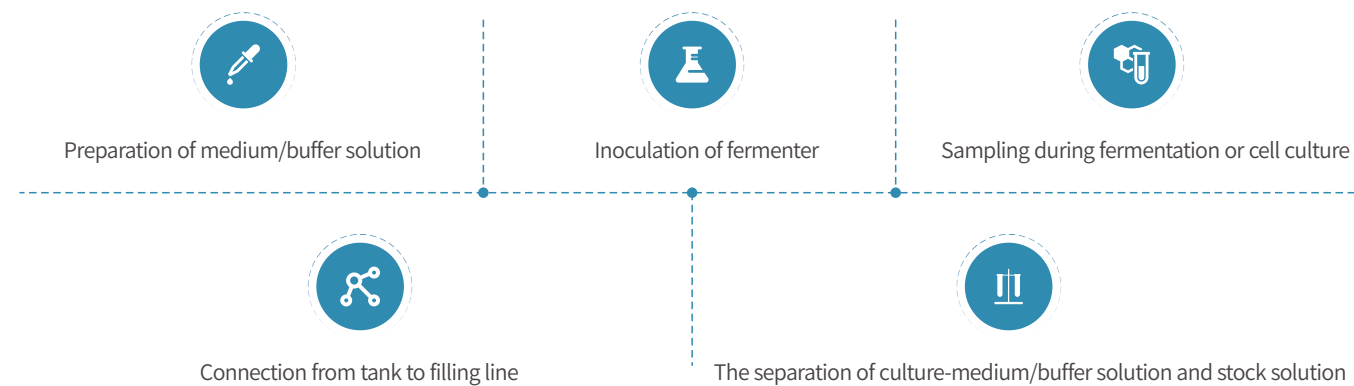 Preparation of medium/buffer solution
Inoculation of fermenter
Sampling during fermentation or cell culture
Connection from tank to filling line
The separation of culture-medium/buffer solution and stock solution